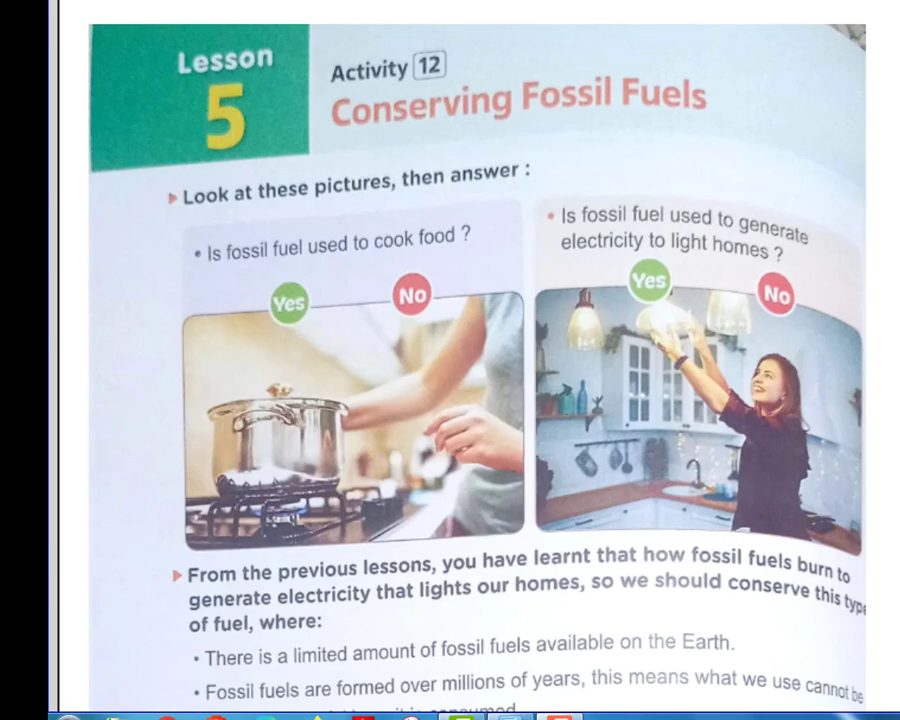 Lesson
5
Activity 12
Conserving Fossil Fuels
Look at these pictures, then answer :
• Is fossil fuel used to cook food ?
Yes
No
• Is fossil fuel used to generate
electricity to light homes ?
Yes
No
From the previous lessons, you have learnt that how fossil fuels burn to
generate electricity that lights our homes, so we should conserve this type
of fuel, where:
• There is a limited amount of fossil fuels available on the Earth.
• Fossil fuels are formed over millions of years, this means what we use cannot be